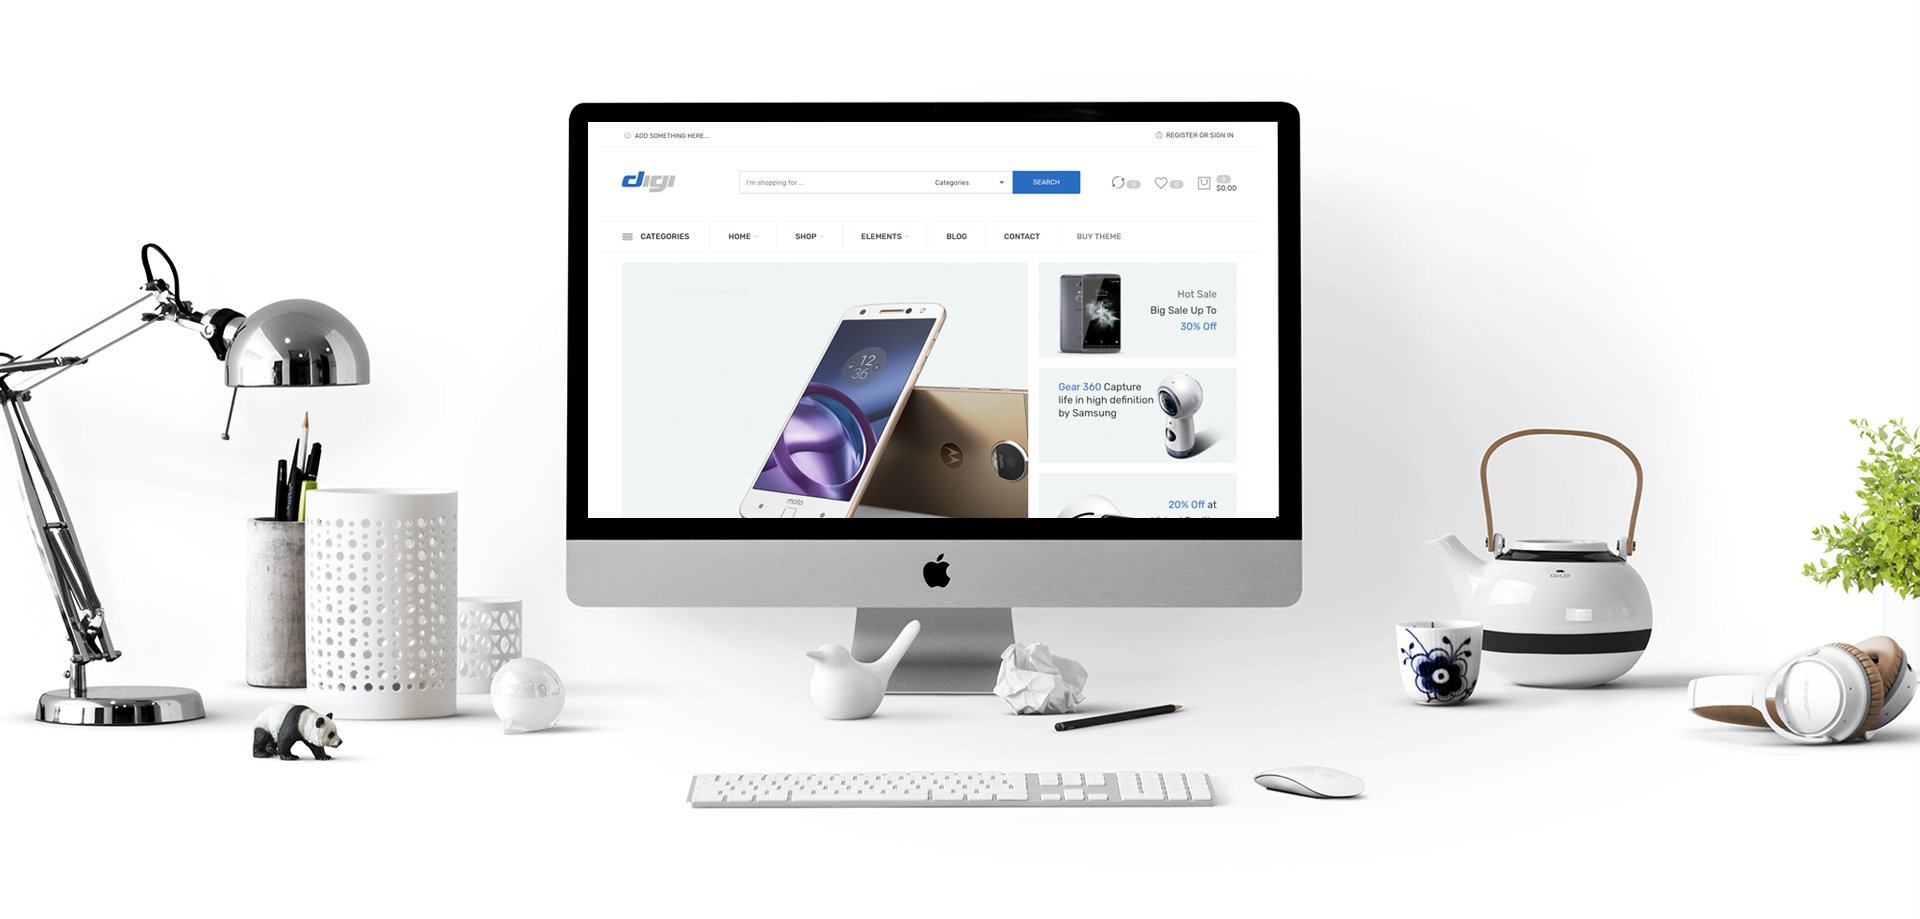 ADD SOMETHING HERE...
REGISTER OR SIGN IN
digi
I'm shopping for ...
Categories
SEARCH
0
0
0
$0.00
CATEGORIES
HOME
SHOP
ELEMENTS
BLOG
CONTACT
BUY THEME
Featured Product
12
36
moto
moto
Hot Sale
Big Sale Up To
30% Off
Gear 360 Capture
life in high definition
by Samsung
20% Off at
KÄHLER